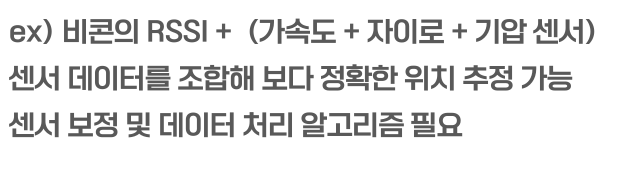 ex) 비콘의 RSSI + (가속도 + 자이로 + 기압 센서)
센서 데이터를 조합해 보다 정확한 위치 추정 가능
센서 보정 및 데이터 처리 알고리즘 필요